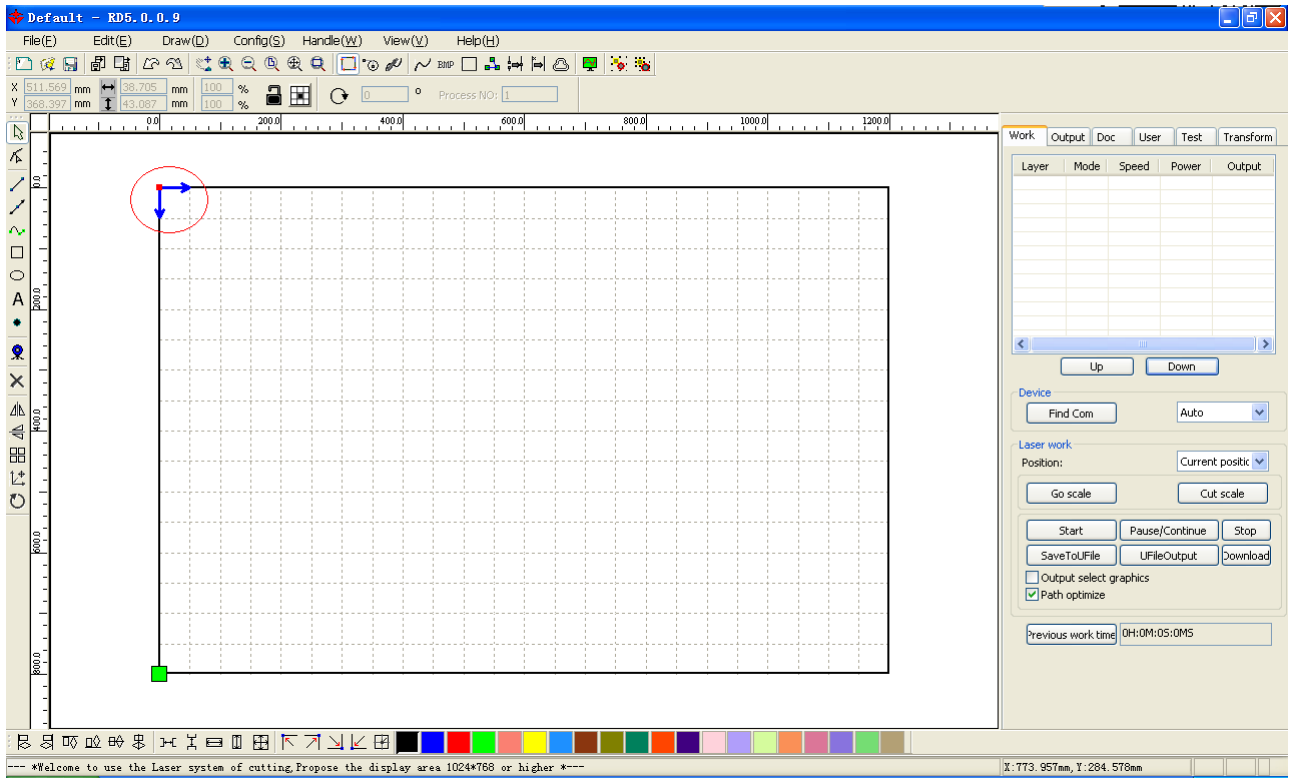 Default - RD5.0.0.9
File(F) Edit(E) Draw(D) Config(S) Handle(W) View(V) Help(H)
BMP
X 511.569 mm 38.705 mm 100 %
Y 368.397 mm 43.087 mm 100 %
0 ° Process NO: 1
0.0 200.0 400.0 600.0 800.0 1000.0 1200.0
0.0
200.0
400.0
600.0
800.0
A
Work Output Doc User Test Transform
Layer Mode Speed Power Output
Up Down
Device
Find Com Auto
Laser work
Position: Current positic
Go scale Cut scale
Start Pause/Continue Stop
SaveToUFile UFileOutput Download
Output select graphics
Path optimize
Previous work time 0H:0M:0S:0MS
--- *Welcome to use the Laser system of cutting,Propose the display area 1024*768 or higher *---
X:773.957mm,Y:284.578mm